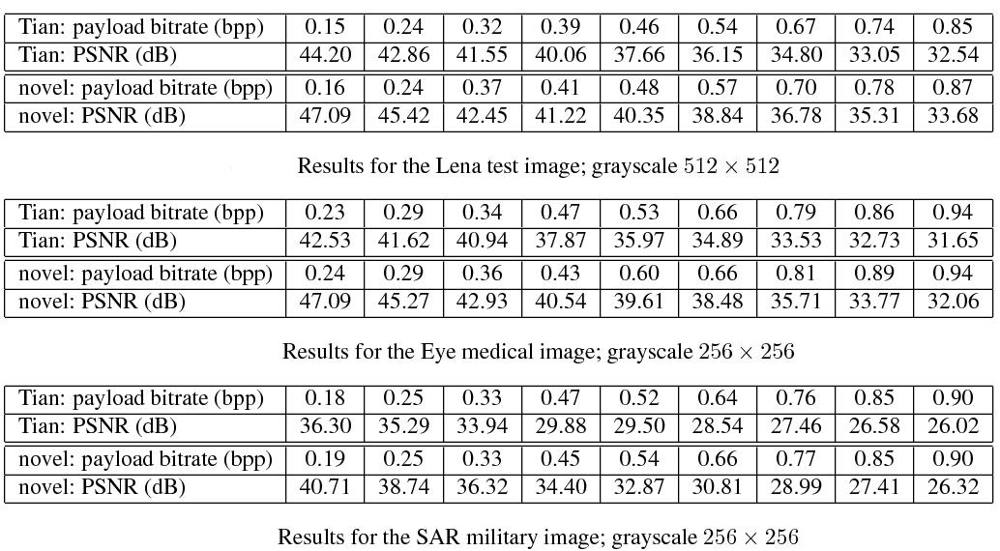 Tian: payload bitrate (bpp) 0.15 0.24 0.32 0.39 0.46 0.54 0.67 0.74 0.85
Tian: PSNR (dB) 44.20 42.86 41.55 40.06 37.66 36.15 34.80 33.05 32.54
novel: payload bitrate (bpp) 0.16 0.24 0.37 0.41 0.48 0.57 0.70 0.78 0.87
novel: PSNR (dB) 47.09 45.42 42.45 41.22 40.35 38.84 36.78 35.31 33.68
Results for the Lena test image; grayscale 512 × 512
Tian: payload bitrate (bpp) 0.23 0.29 0.34 0.47 0.53 0.66 0.79 0.86 0.94
Tian: PSNR (dB) 42.53 41.62 40.94 37.87 35.97 34.89 33.53 32.73 31.65
novel: payload bitrate (bpp) 0.24 0.29 0.36 0.43 0.60 0.66 0.81 0.89 0.94
novel: PSNR (dB) 47.09 45.27 42.93 40.54 39.61 38.48 35.71 33.77 32.06
Results for the Eye medical image; grayscale 256 × 256
Tian: payload bitrate (bpp) 0.18 0.25 0.33 0.47 0.52 0.64 0.76 0.85 0.90
Tian: PSNR (dB) 36.30 35.29 33.94 29.88 29.50 28.54 27.46 26.58 26.02
novel: payload bitrate (bpp) 0.19 0.25 0.33 0.45 0.54 0.66 0.77 0.85 0.90
novel: PSNR (dB) 40.71 38.74 36.32 34.40 32.87 30.81 28.99 27.41 26.32
Results for the SAR military image; grayscale 256 × 256